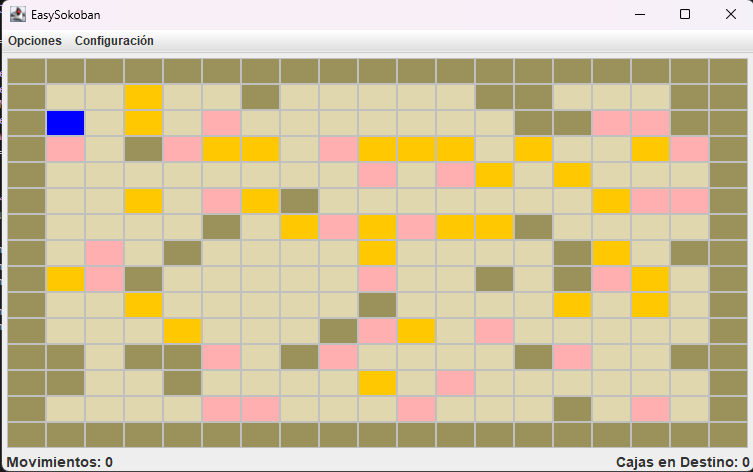 EasySokoban
Opciones Configuración
Movimientos: 0 Cajas en Destino: 0